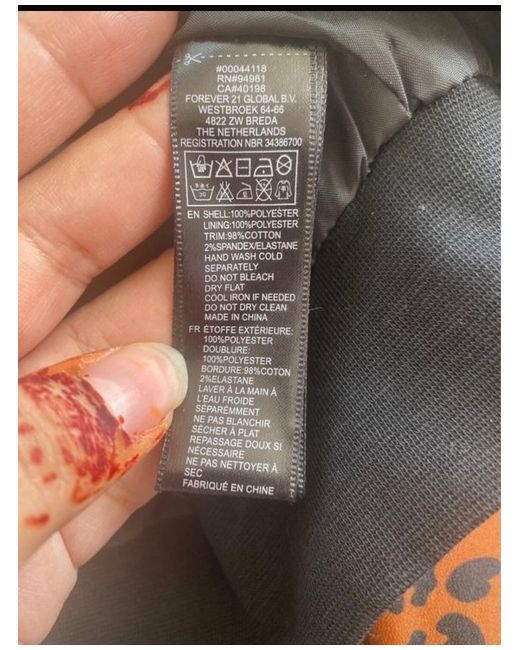 #00044118
RN#94981
CA#40198
FOREVER 21 GLOBAL B.V.
WESTBROEK 64-66
4822 ZW BREDA
THE NETHERLANDS
REGISTRATION NBR 34386700
EN SHELL:100%POLYESTER
LINING:100%POLYESTER
TRIM:98%COTTON
2%SPANDEX/ELASTANE
HAND WASH COLD
SEPARATELY
DO NOT BLEACH
DRY FLAT
COOL IRON IF NEEDED
DO NOT DRY CLEAN
MADE IN CHINA
FR ÉTOFFE EXTÉRIEURE:
100%POLYESTER
DOUBLURE:
100%POLYESTER
BORDURE:98%COTON
2%ELASTANE
LAVER À LA MAIN À
L'EAU FROIDE
SÉPARÉMENT
NE PAS BLANCHIR
SÉCHER À PLAT
REPASSAGE DOUX SI
NÉCESSAIRE
NE PAS NETTOYER À
SEC
FABRIQUÉ EN CHINE